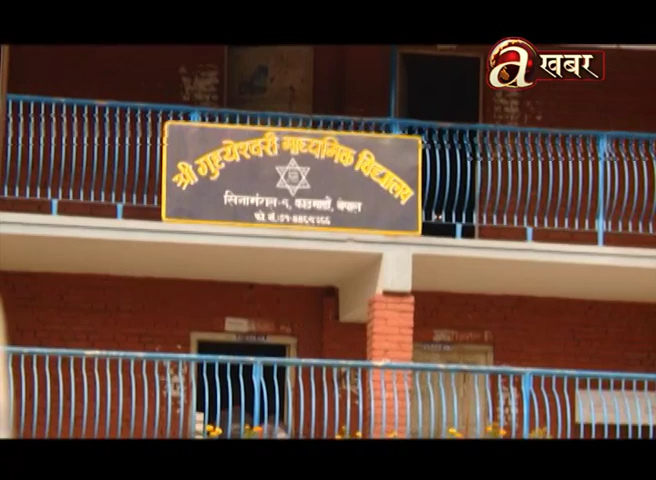 a खबर
श्री गुह्येश्वरी माध्यमिक विद्यालय
सिनामंगल-९, काठमाडौं, नेपाल